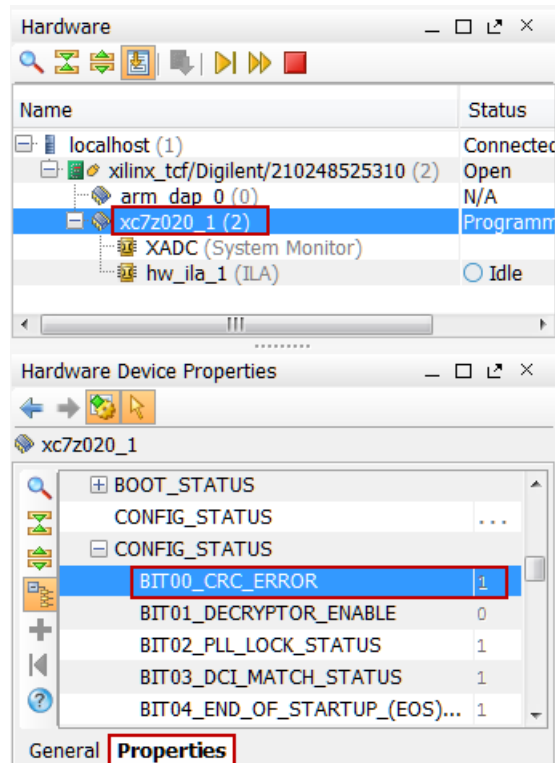 Hardware
Name Status
localhost (1) Connected
xilinx_tcf/Digilent/210248525310 (2) Open
arm_dap_0 (0) N/A
xc7z020_1 (2) Programm
XADC (System Monitor)
hw_ila_1 (ILA) Idle
Hardware Device Properties
xc7z020_1
BOOT_STATUS
CONFIG_STATUS ...
CONFIG_STATUS
BIT00_CRC_ERROR 1
BIT01_DECRYPTOR_ENABLE 0
BIT02_PLL_LOCK_STATUS 1
BIT03_DCI_MATCH_STATUS 1
BIT04_END_OF_STARTUP_(EOS)... 1
General Properties